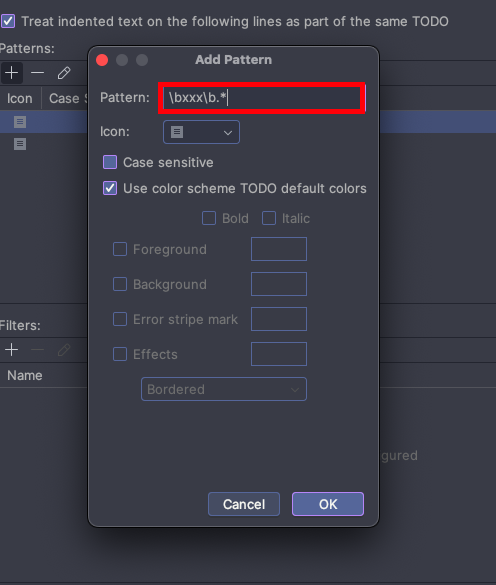 Treat indented text on the following lines as part of the same TODO
Patterns:
Add Pattern
Icon Case
Pattern: \bxxx\b.*
Icon:
Case sensitive
Use color scheme TODO default colors
Bold Italic
Foreground
Background
Error stripe mark
Effects
Bordered
Filters:
Name
gured
Cancel OK